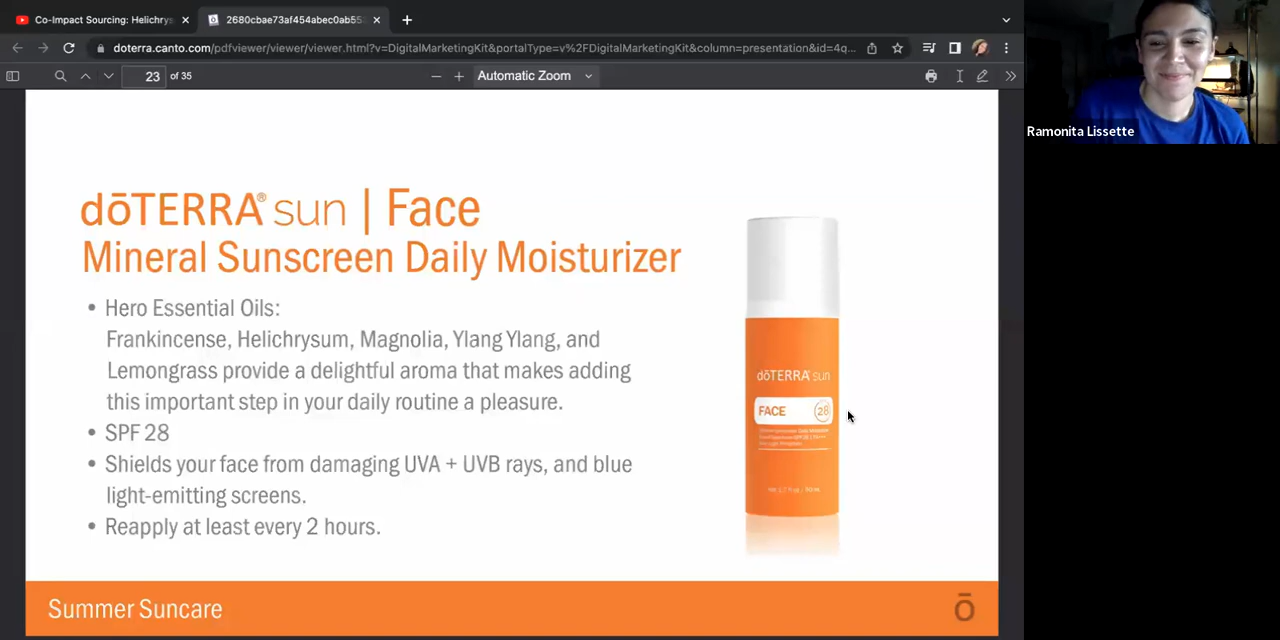 Co-Impact Sourcing: Helichrys
2680cbae73af454abec0ab55
doterra.canto.com/pdfviewer/viewer/viewer.html?v=DigitalMarketingKit&portalType=v%2FDigitalMarketingKit&column=presentation&id=4q...
23 of 35
Automatic Zoom
Ramonita Lissette
dōTERRA® sun | Face
Mineral Sunscreen Daily Moisturizer
• Hero Essential Oils:
Frankincense, Helichrysum, Magnolia, Ylang Ylang, and
Lemongrass provide a delightful aroma that makes adding
this important step in your daily routine a pleasure.
• SPF 28
• Shields your face from damaging UVA + UVB rays, and blue
light-emitting screens.
• Reapply at least every 2 hours.
dōTERRA® sun
FACE 28
Summer Suncare
ō